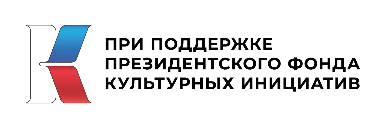 ПРИ ПОДДЕРЖКЕ
ПРЕЗИДЕНТСКОГО ФОНДА
КУЛЬТУРНЫХ ИНИЦИАТИВ